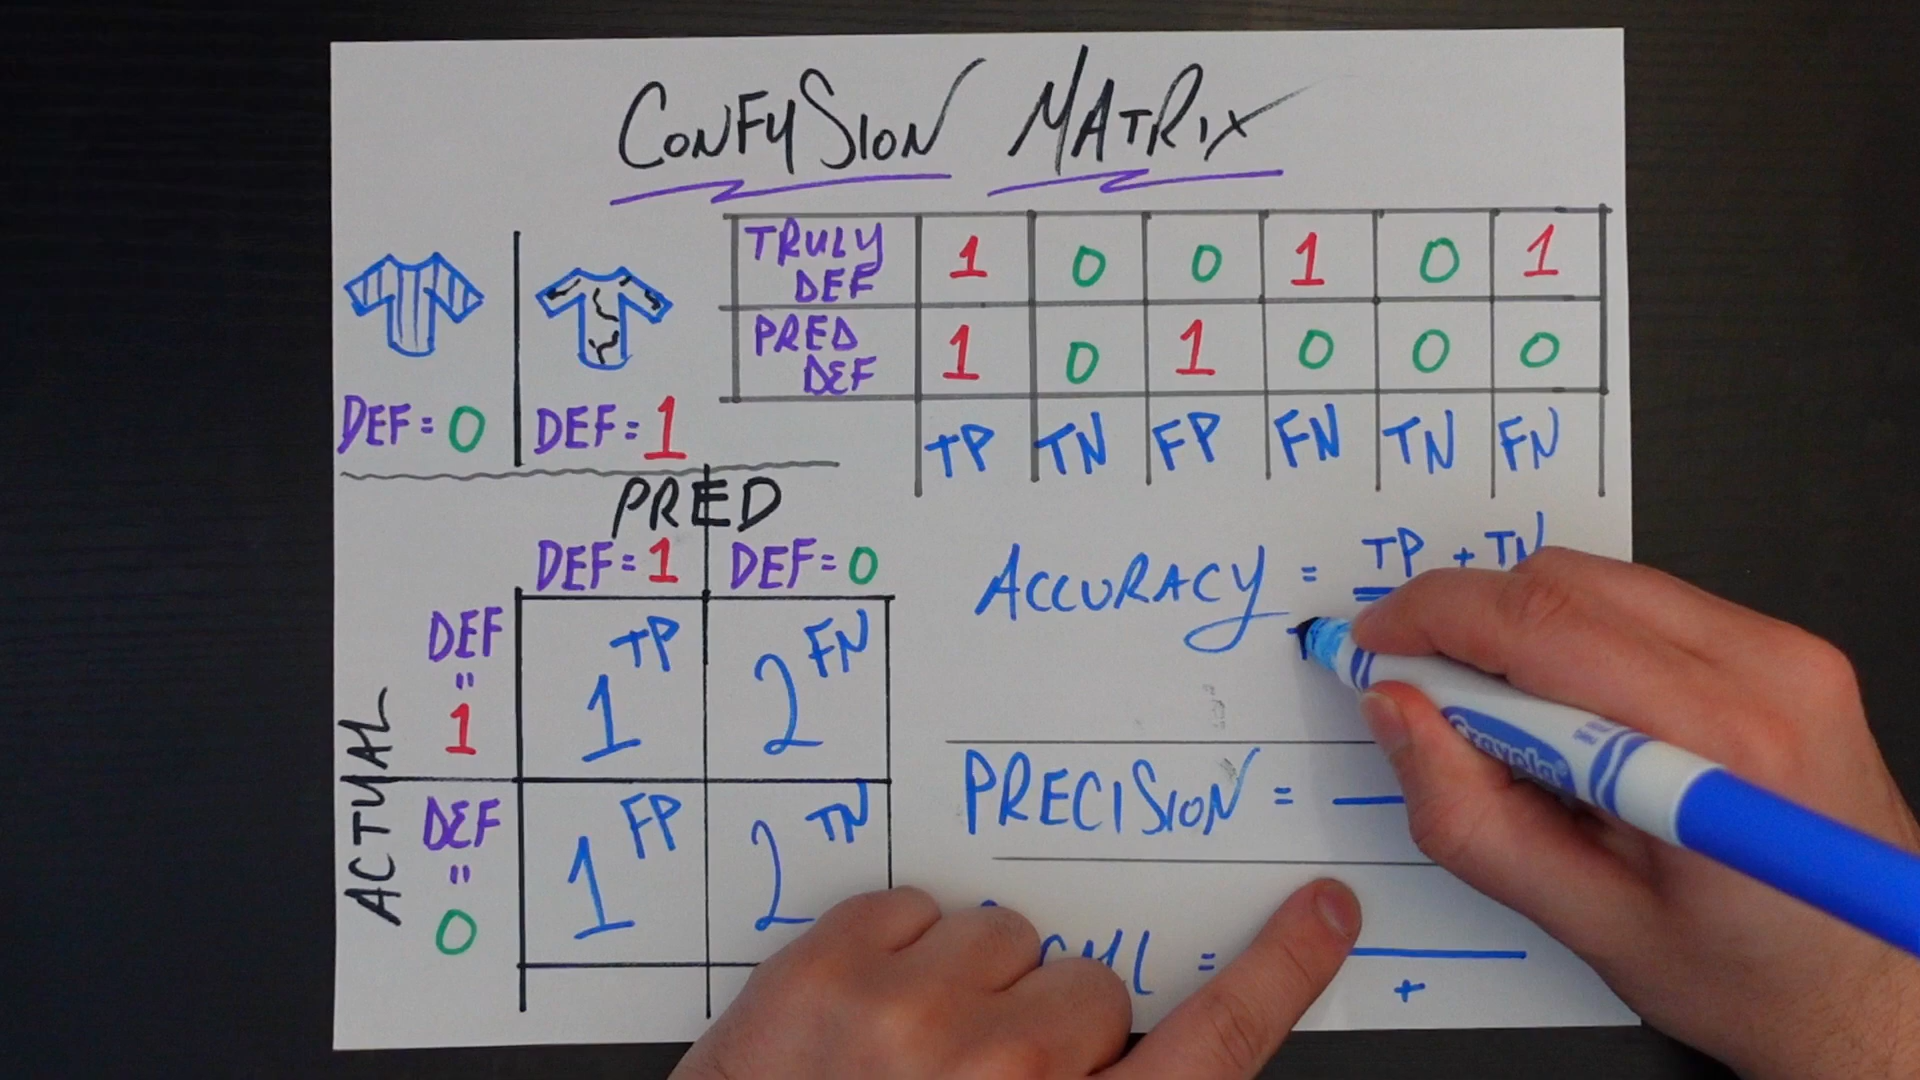 CONFUSION MATRIX
TRULY DEF 1 0 0 1 0 1
PRED DEF 1 0 1 0 0 0
TP TN FP FN TN FN
DEF = 0
DEF = 1
PRED
DEF = 1 DEF = 0
ACTUAL
DEF = 1
1 TP 2 FN
DEF = 0
1 FP 2 TN
ACCURACY = TP + TN
PRECISION =
=
+
Crayola